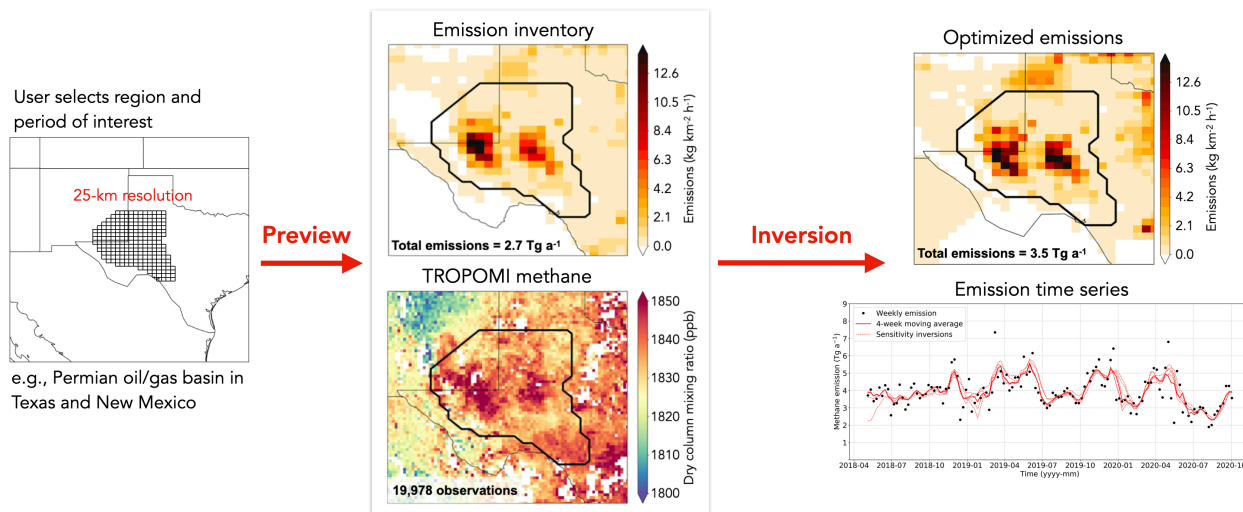 User selects region and
period of interest
25-km resolution
e.g., Permian oil/gas basin in
Texas and New Mexico
Preview
Emission inventory
Total emissions = 2.7 Tg a⁻¹
12.6
10.5
8.4
6.3
4.2
2.1
0.0
Emissions (kg km⁻² h⁻¹)
TROPOMI methane
19,978 observations
1850
1840
1830
1820
1810
1800
Dry column mixing ratio (ppb)
Inversion
Optimized emissions
Total emissions = 3.5 Tg a⁻¹
12.6
10.5
8.4
6.3
4.2
2.1
0.0
Emissions (kg km⁻² h⁻¹)
Emission time series
Weekly emission
4-week moving average
Sensitivity inversions
Methane emission (Tg a⁻¹)
9
8
7
6
5
4
3
2
1
2018-04 2018-07 2018-10 2019-01 2019-04 2019-07 2019-10 2020-01 2020-04 2020-07 2020-10
Time (yyyy-mm)